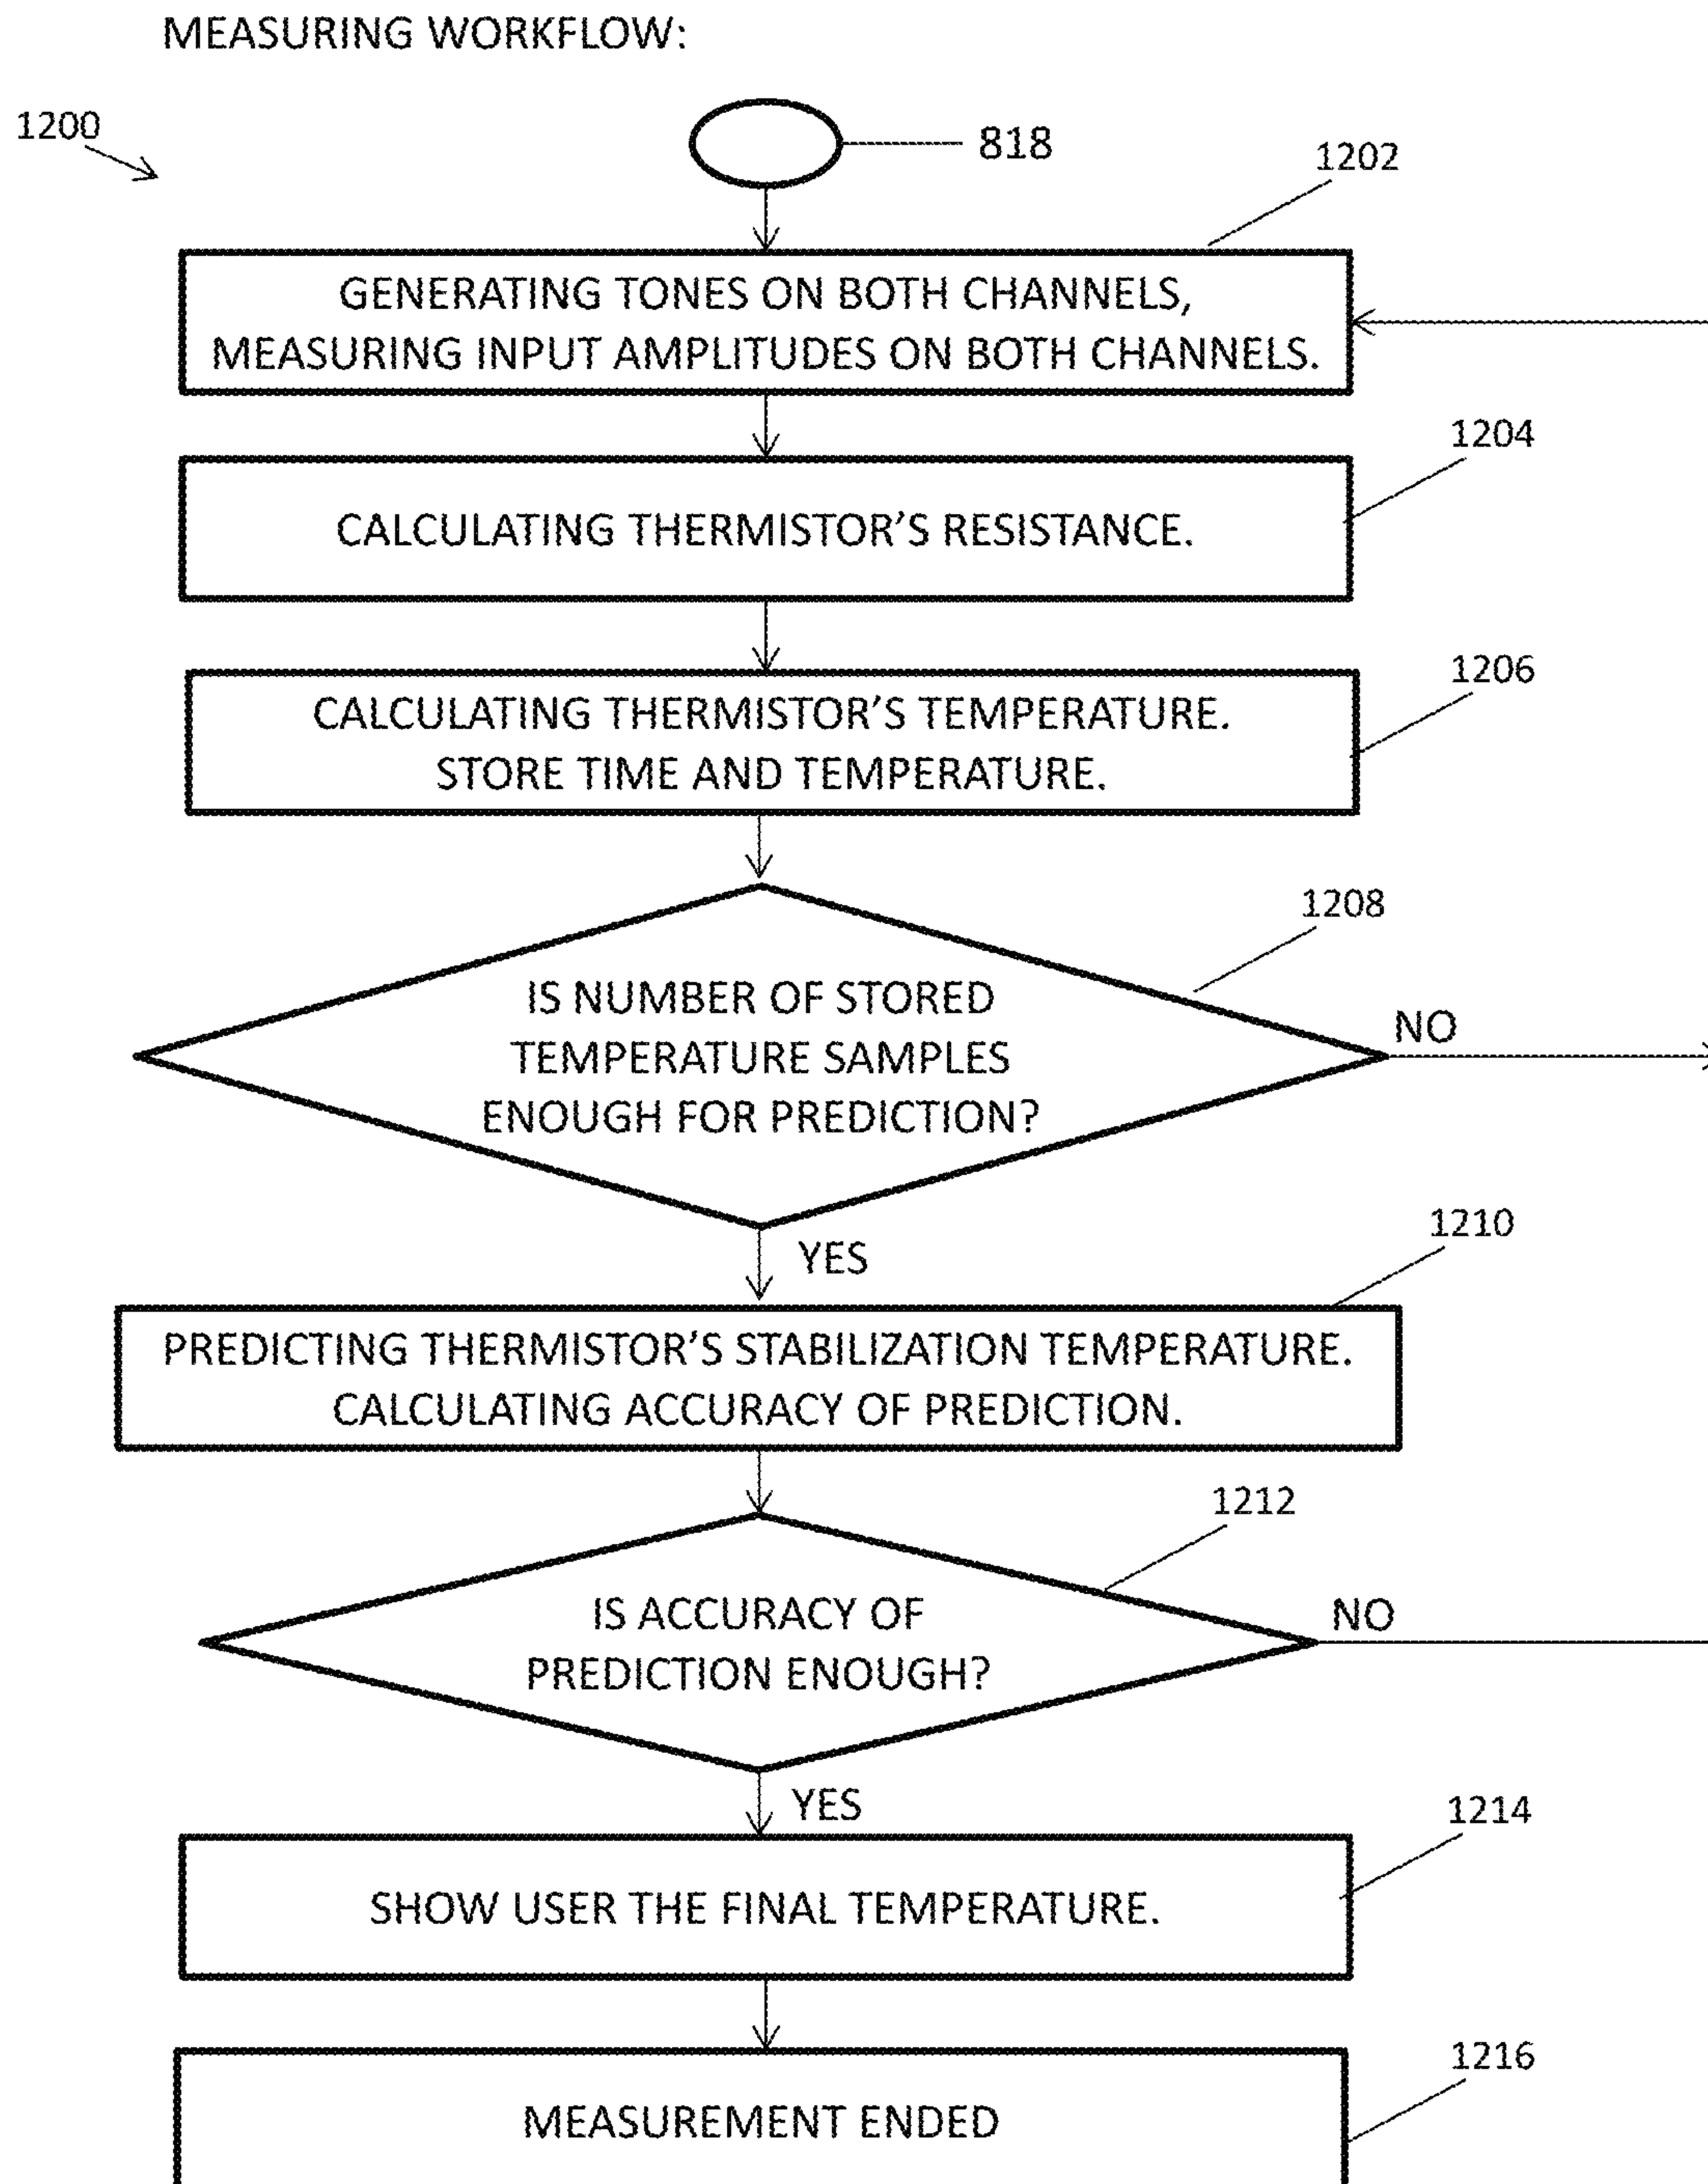 MEASURING WORKFLOW:
1200
818
1202
GENERATING TONES ON BOTH CHANNELS,
MEASURING INPUT AMPLITUDES ON BOTH CHANNELS.
1204
CALCULATING THERMISTOR'S RESISTANCE.
1206
CALCULATING THERMISTOR'S TEMPERATURE.
STORE TIME AND TEMPERATURE.
1208
IS NUMBER OF STORED
TEMPERATURE SAMPLES
ENOUGH FOR PREDICTION?
NO
YES
1210
PREDICTING THERMISTOR'S STABILIZATION TEMPERATURE.
CALCULATING ACCURACY OF PREDICTION.
1212
IS ACCURACY OF
PREDICTION ENOUGH?
NO
YES
1214
SHOW USER THE FINAL TEMPERATURE.
1216
MEASUREMENT ENDED